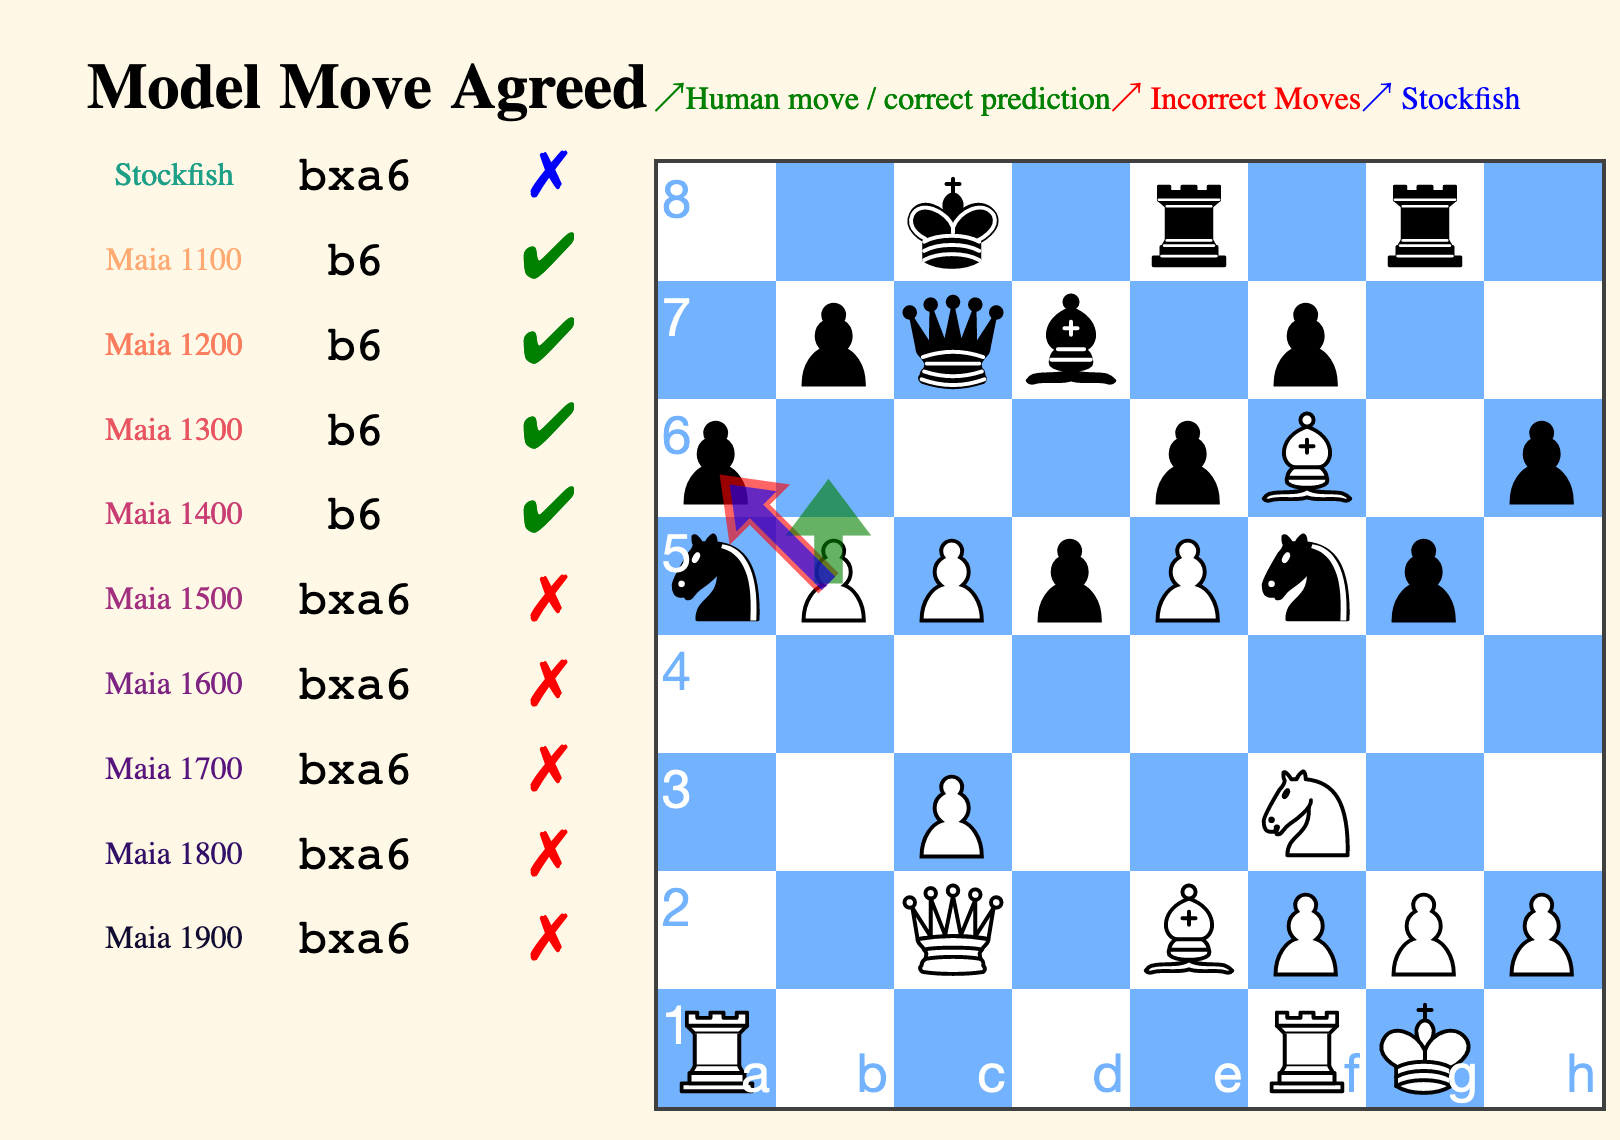 Model Move Agreed ↗Human move / correct prediction↗ Incorrect Moves↗ Stockfish
Stockfish bxa6 ✗
Maia 1100 b6 ✔
Maia 1200 b6 ✔
Maia 1300 b6 ✔
Maia 1400 b6 ✔
Maia 1500 bxa6 ✗
Maia 1600 bxa6 ✗
Maia 1700 bxa6 ✗
Maia 1800 bxa6 ✗
Maia 1900 bxa6 ✗
8
7
6
5
4
3
2
1
a b c d e f g h